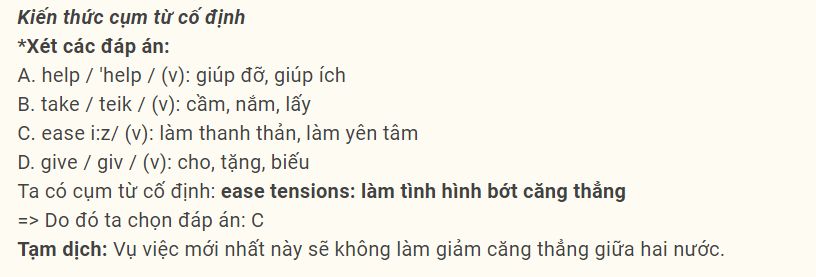 Kiến thức cụm từ cố định
*Xét các đáp án:
A. help / 'help / (v): giúp đỡ, giúp ích
B. take / teik / (v): cầm, nắm, lấy
C. ease i:z/ (v): làm thanh thản, làm yên tâm
D. give / giv / (v): cho, tặng, biếu
Ta có cụm từ cố định: ease tensions: làm tình hình bớt căng thẳng
=> Do đó ta chọn đáp án: C
Tạm dịch: Vụ việc mới nhất này sẽ không làm giảm căng thẳng giữa hai nước.